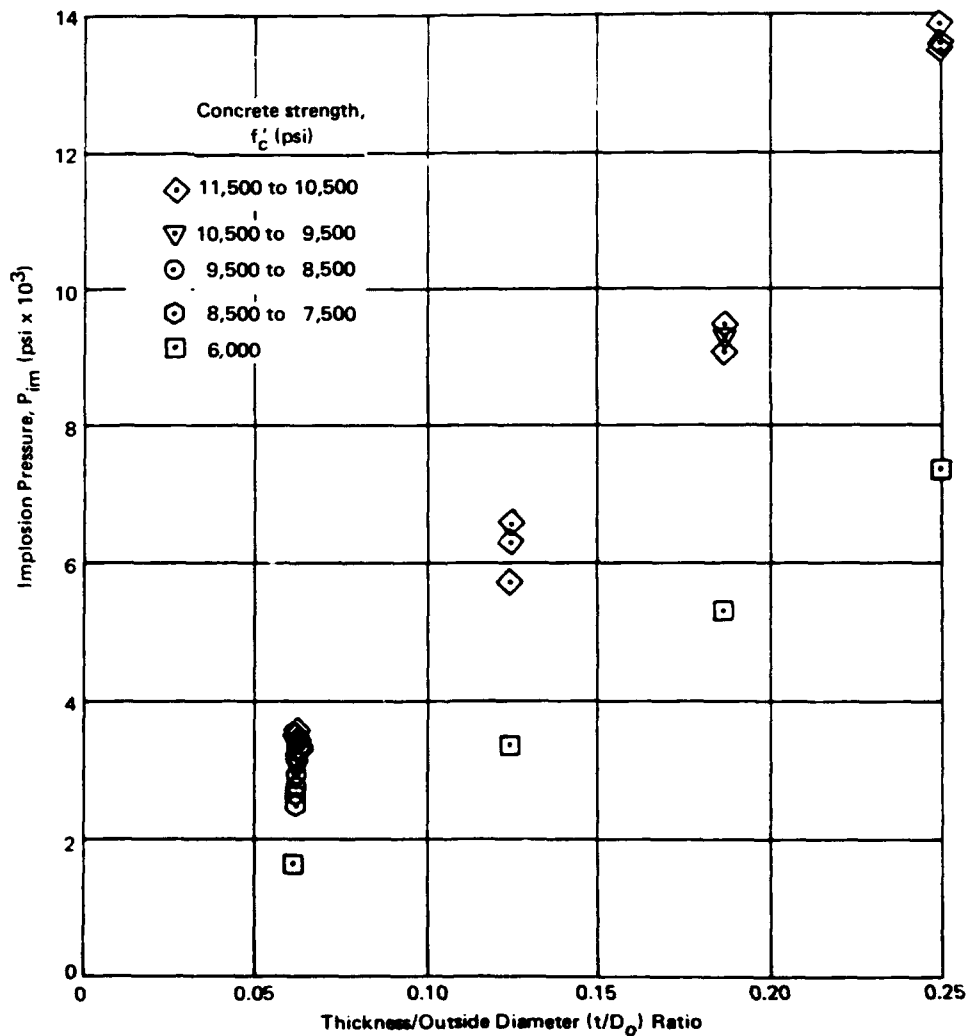 14
12
10
8
6
4
2
0
Implosion Pressure, P_im (psi x 10³)
Concrete strength,
f'c (psi)
11,500 to 10,500
10,500 to 9,500
9,500 to 8,500
8,500 to 7,500
6,000
0 0.05 0.10 0.15 0.20 0.25
Thickness/Outside Diameter (t/D_o) Ratio